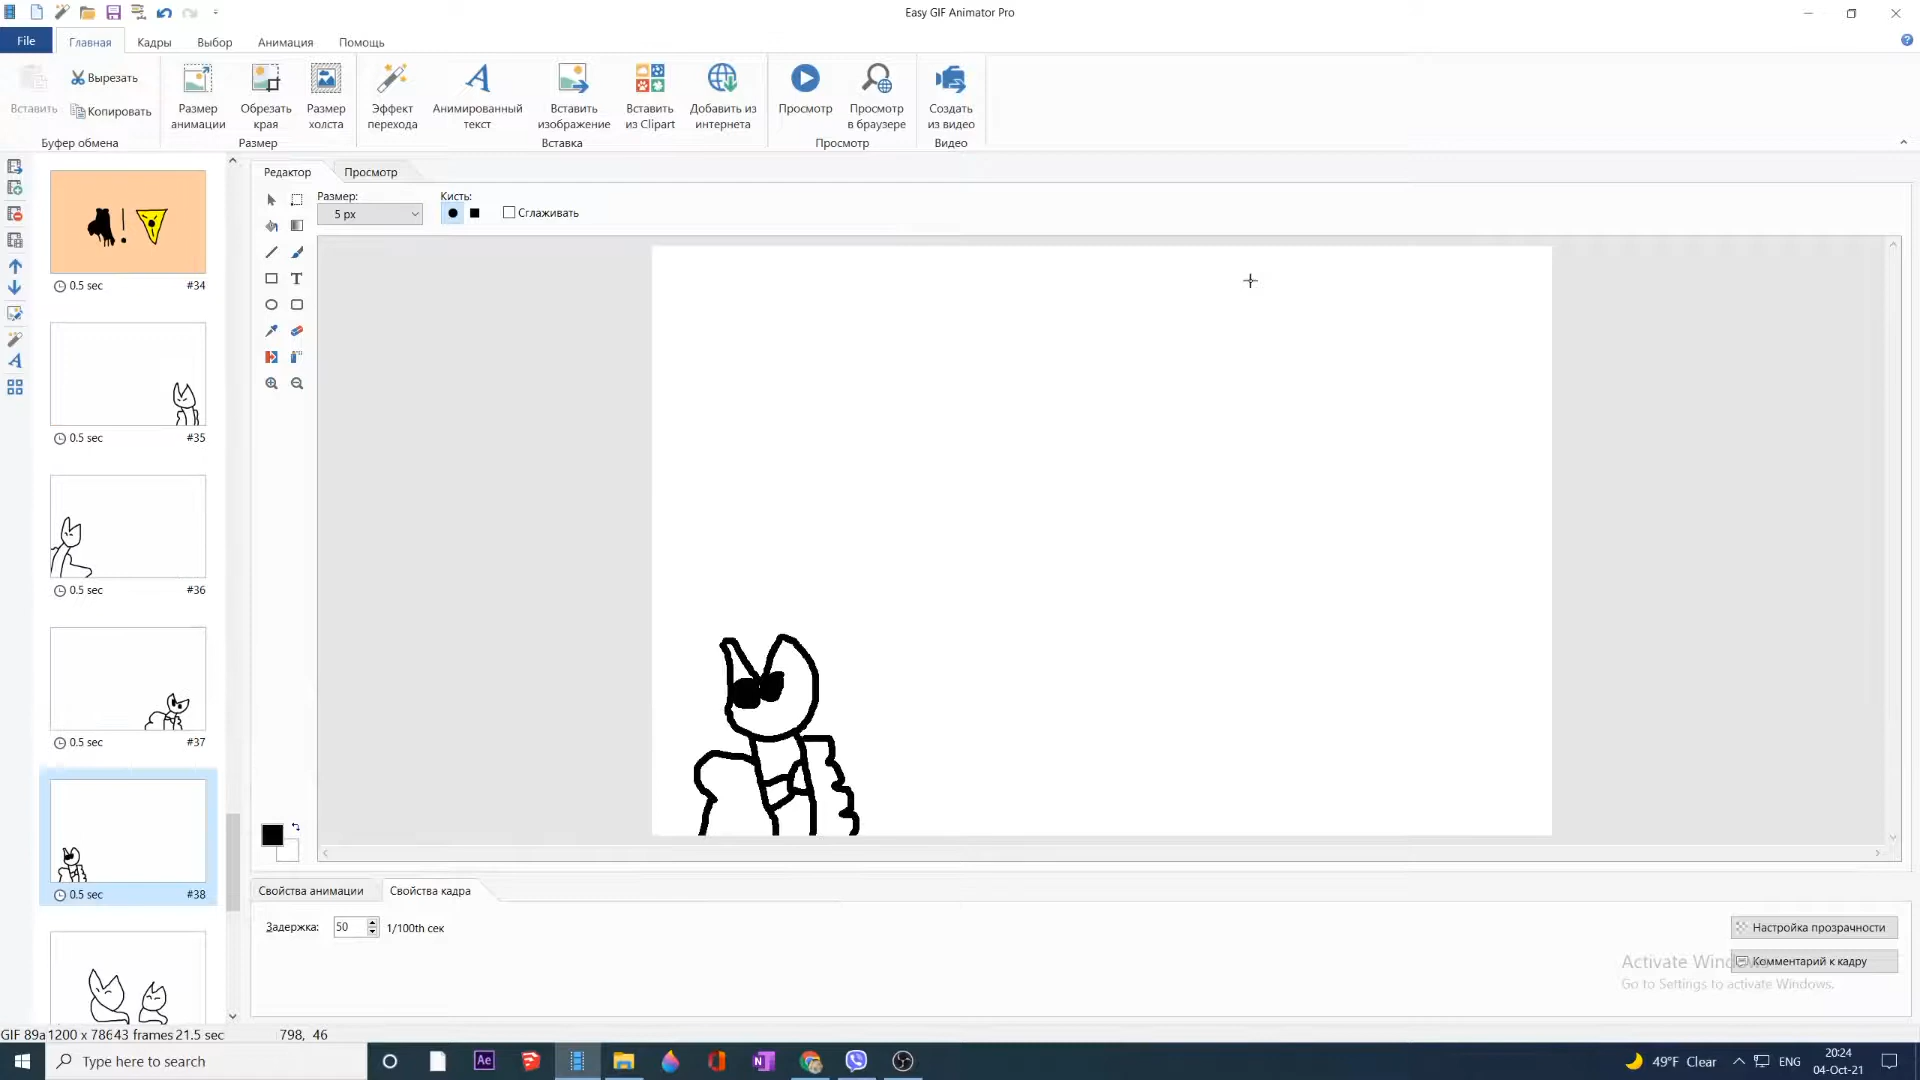 Easy GIF Animator Pro
File
Главная
Кадры
Выбор
Анимация
Помощь
Вставить
Вырезать
Копировать
Буфер обмена
Размер
анимации
Обрезать
края
Размер
холста
Размер
Эффект
перехода
Анимированный
текст
Вставить
изображение
Вставить
из Clipart
Добавить из
интернета
Вставка
Просмотр
Просмотр
в браузере
Просмотр
Создать
из видео
Видео
Редактор
Просмотр
Размер:
5 px
Кисть:
Сглаживать
0.5 sec #34
0.5 sec #35
0.5 sec #36
0.5 sec #37
0.5 sec #38
Свойства анимации
Свойства кадра
Задержка: 50 1/100th сек
Настройка прозрачности
Комментарий к кадру
Activate Windows
Go to Settings to activate Windows.
GIF 89a 1200 x 786 43 frames 21.5 sec 798, 46
Type here to search
Ae
49°F Clear
ENG
20:24
04-Oct-21